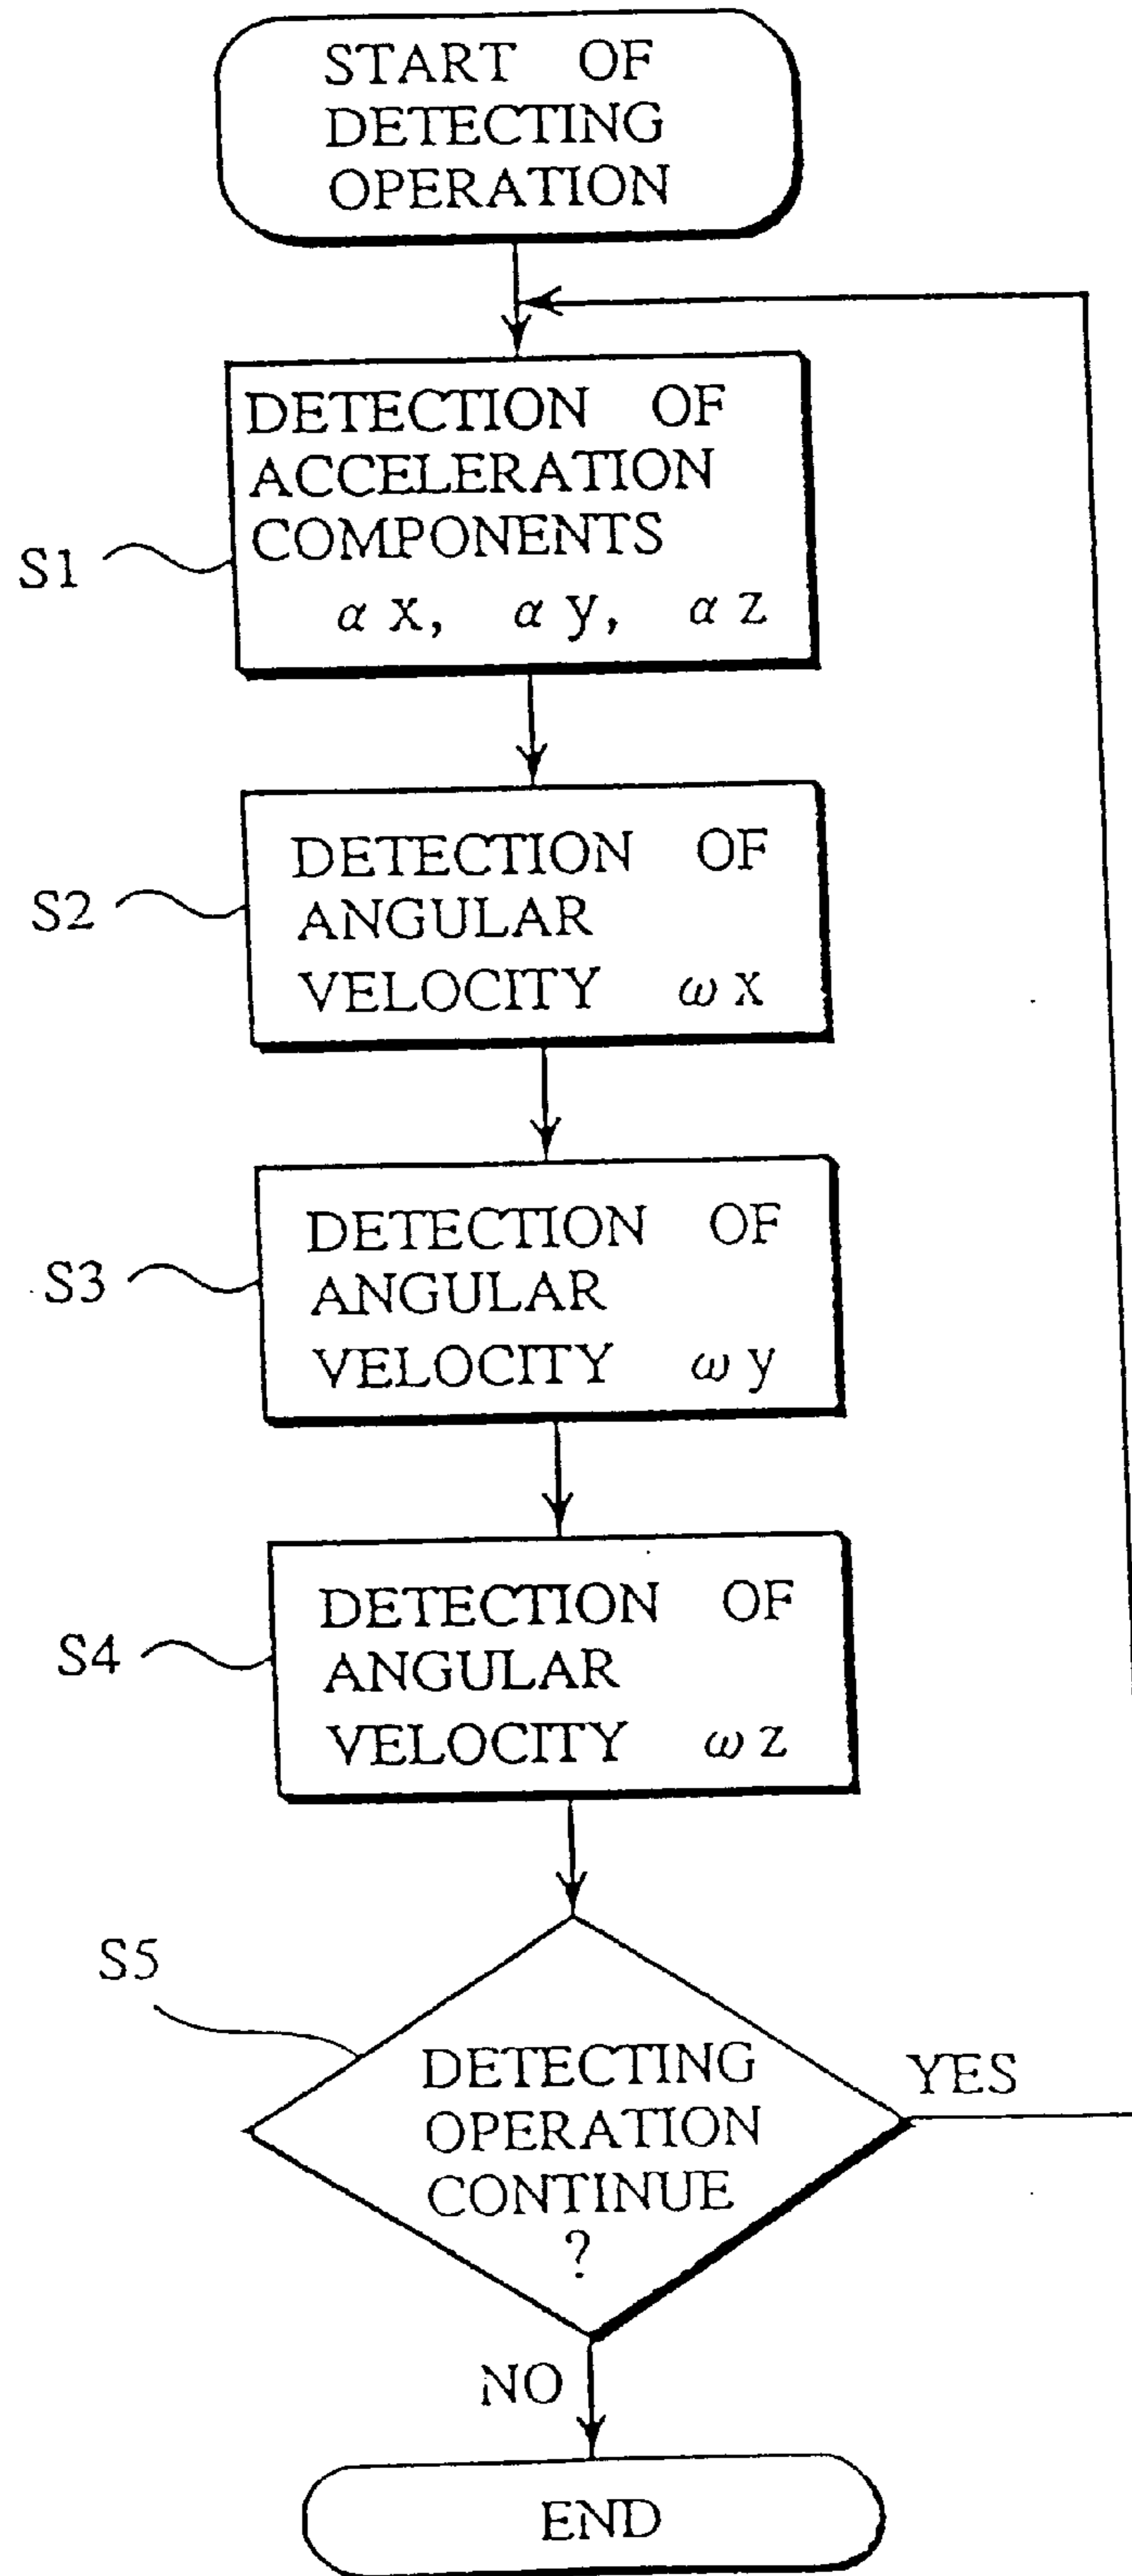 START OF
DETECTING
OPERATION
DETECTION OF
ACCELERATION
COMPONENTS
αx, αy, αz
S1
DETECTION OF
ANGULAR
VELOCITY ωx
S2
DETECTION OF
ANGULAR
VELOCITY ωy
S3
DETECTION OF
ANGULAR
VELOCITY ωz
S4
S5
DETECTING
OPERATION
CONTINUE
?
YES
NO
END